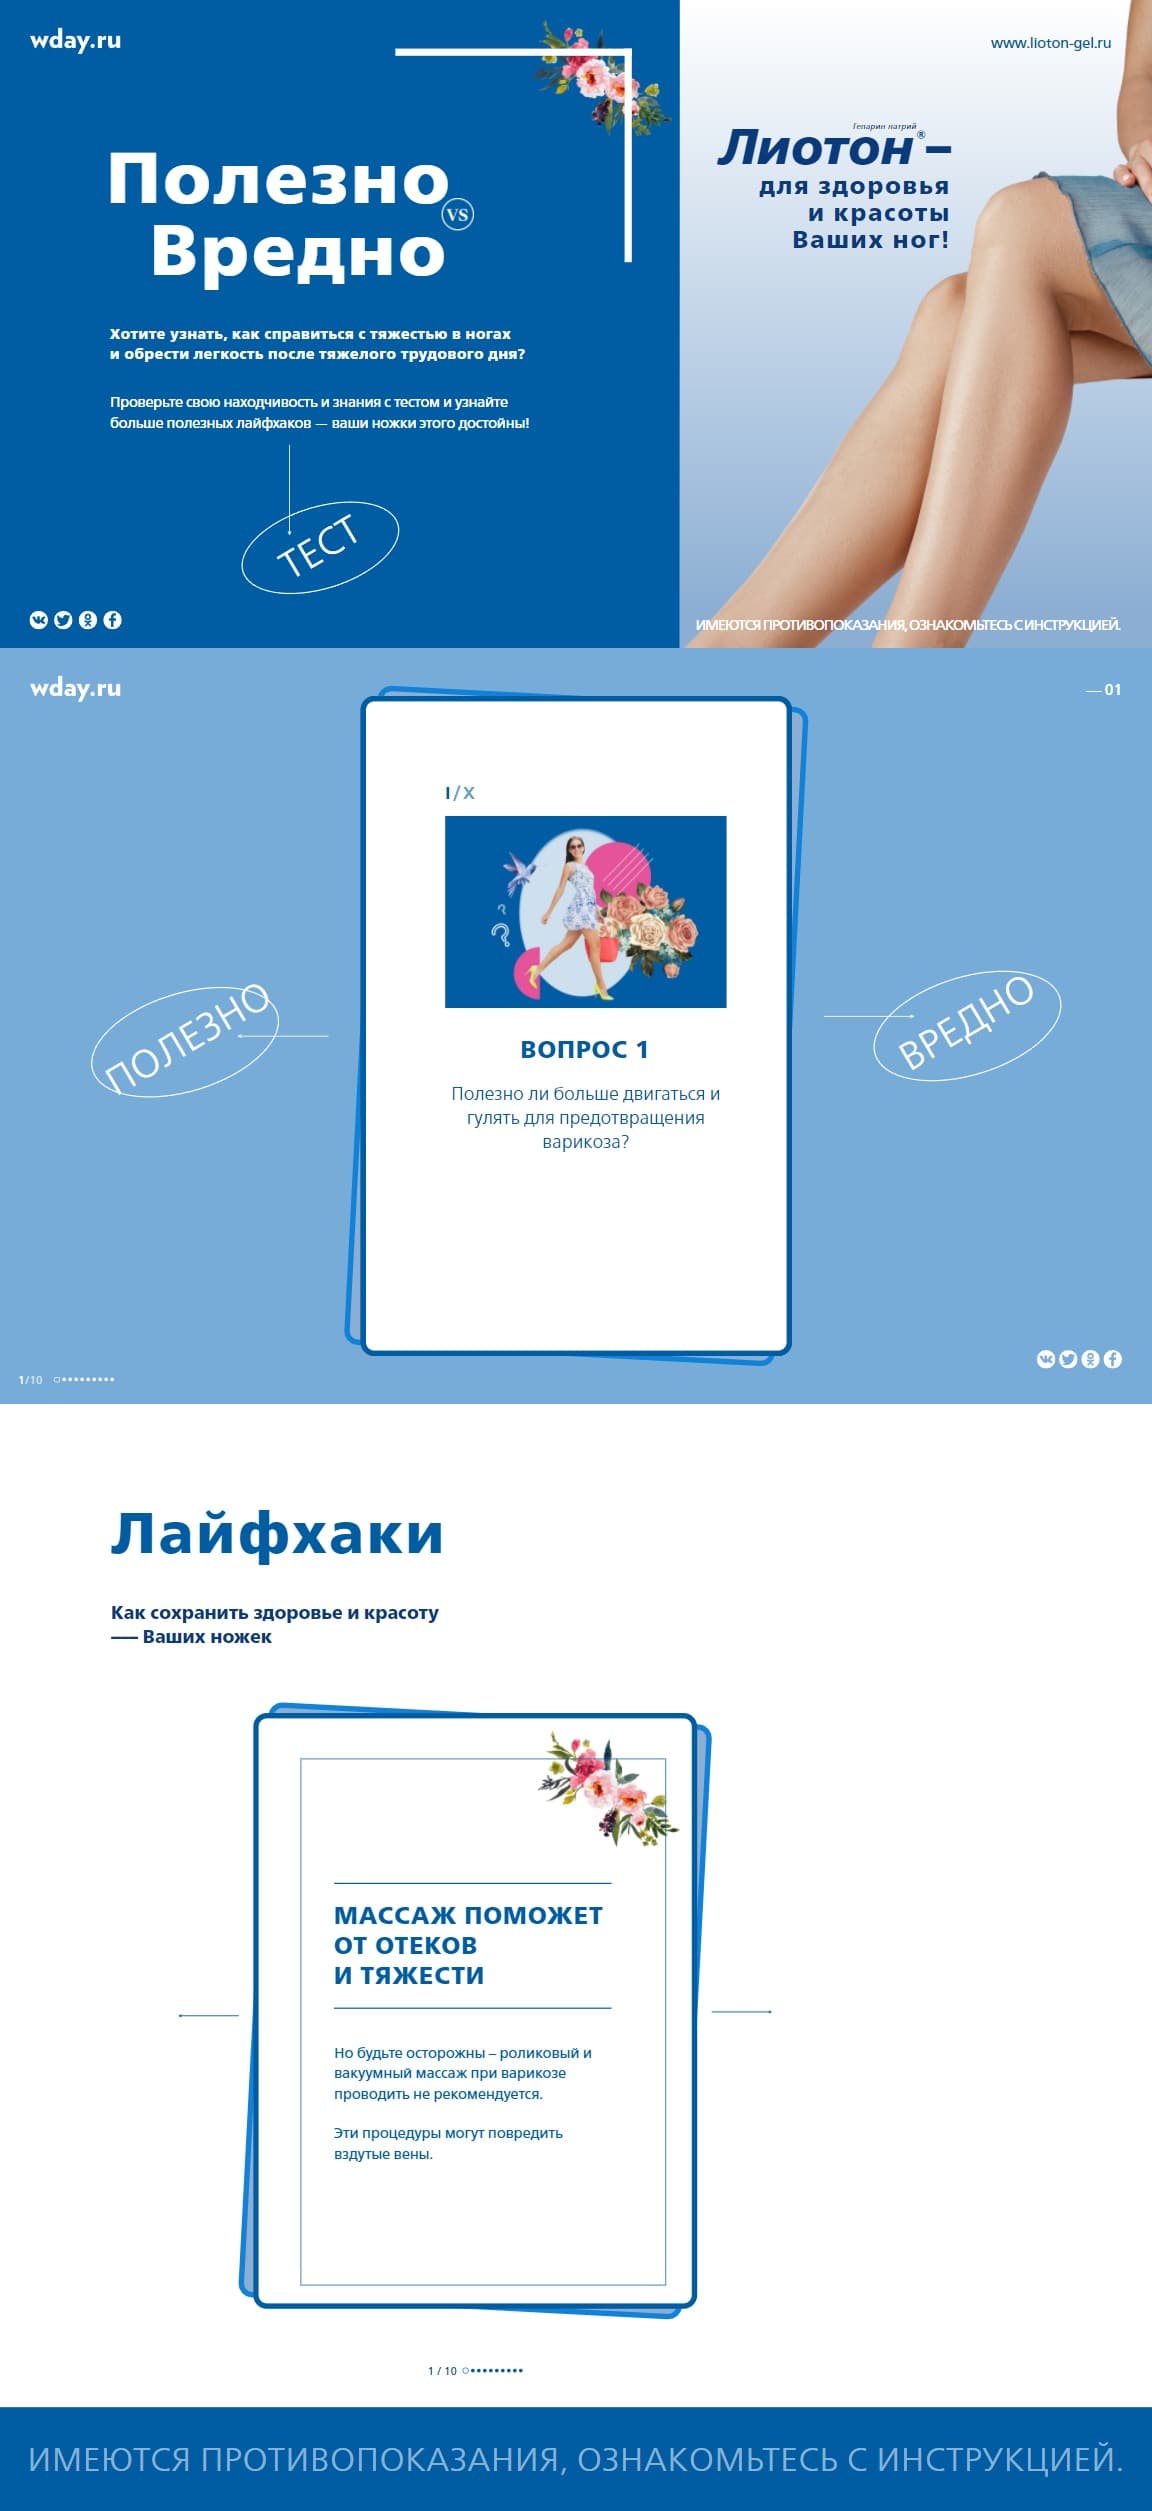 wday.ru
Полезно
vs
Вредно
Хотите узнать, как справиться с тяжестью в ногах
и обрести легкость после тяжелого трудового дня?
Проверьте свою находчивость и знания с тестом и узнайте
больше полезных лайфхаков — ваши ножки этого достойны!
ТЕСТ
www.lioton-gel.ru
Гепарин натрий
Лиотон® –
для здоровья
и красоты
Ваших ног!
ИМЕЮТСЯ ПРОТИВОПОКАЗАНИЯ, ОЗНАКОМЬТЕСЬ С ИНСТРУКЦИЕЙ.
wday.ru
— 01
I/X
ПОЛЕЗНО
ВРЕДНО
ВОПРОС 1
Полезно ли больше двигаться и
гулять для предотвращения
варикоза?
1/10
Лайфхаки
Как сохранить здоровье и красоту
— Ваших ножек
МАССАЖ ПОМОЖЕТ
ОТ ОТЕКОВ
И ТЯЖЕСТИ
Но будьте осторожны – роликовый и
вакуумный массаж при варикозе
проводить не рекомендуется.
Эти процедуры могут повредить
вздутые вены.
1 / 10
ИМЕЮТСЯ ПРОТИВОПОКАЗАНИЯ, ОЗНАКОМЬТЕСЬ С ИНСТРУКЦИЕЙ.